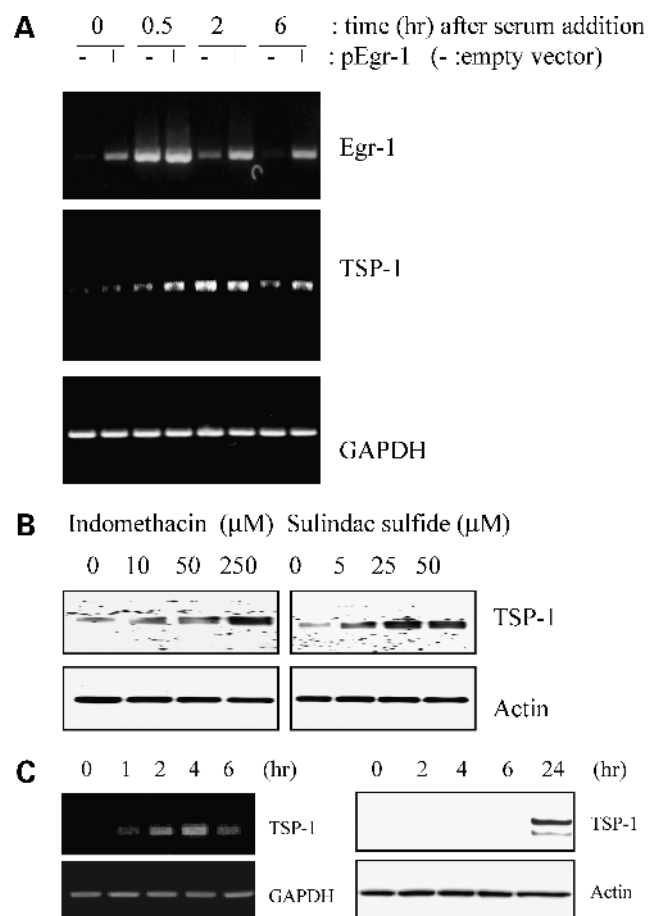 A
0 0.5 2 6 : time (hr) after serum addition
- + - + - + - + : pEgr-1 (- :empty vector)
Egr-1
TSP-1
GAPDH
B
Indomethacin (µM) Sulindac sulfide (µM)
0 10 50 250 0 5 25 50
TSP-1
Actin
C
0 1 2 4 6 (hr) 0 2 4 6 24 (hr)
TSP-1 TSP-1
GAPDH Actin